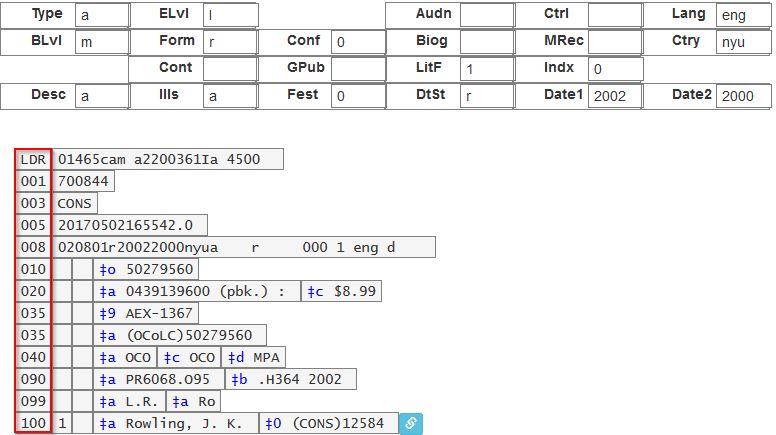 Type a ELvl l Audn Ctrl Lang eng
BLvl m Form r Conf 0 Biog MRec Ctry nyu
Cont GPub LitF 1 Indx 0
Desc a Ills a Fest 0 DtSt r Date1 2002 Date2 2000
LDR 01465cam a2200361Ia 4500
001 700844
003 CONS
005 20170502165542.0
008 020801r20022000nyua r 000 1 eng d
010 ‡o 50279560
020 ‡a 0439139600 (pbk.) : ‡c $8.99
035 ‡9 AEX-1367
035 ‡a (OCoLC)50279560
040 ‡a OCO ‡c OCO ‡d MPA
090 ‡a PR6068.O95 ‡b .H364 2002
099 ‡a L.R. ‡a Ro
100 1 ‡a Rowling, J. K. ‡0 (CONS)12584